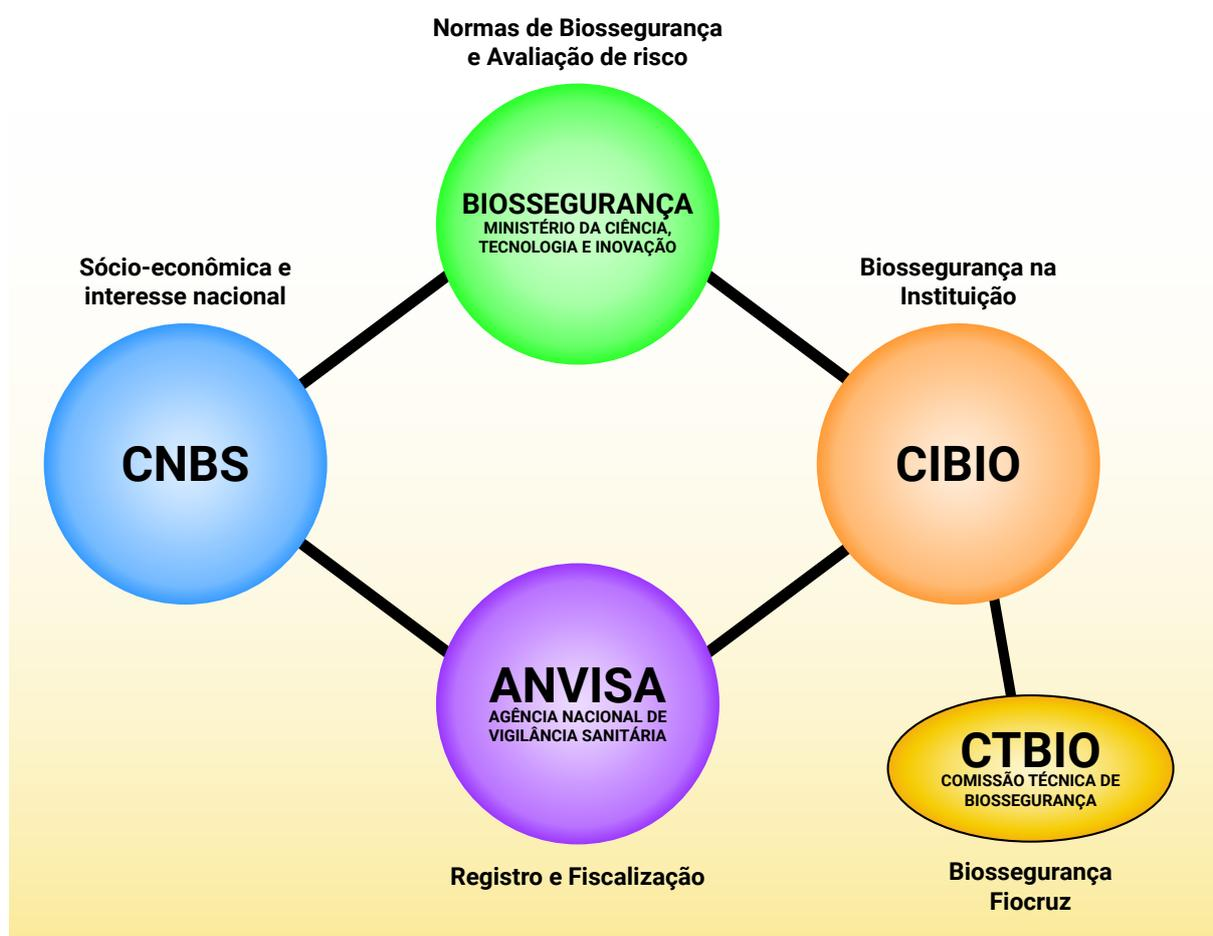 Normas de Biossegurança
e Avaliação de risco
BIOSSEGURANÇA
MINISTÉRIO DA CIÊNCIA,
TECNOLOGIA E INOVAÇÃO
Sócio-econômica e
interesse nacional
CNBS
Biossegurança na
Instituição
CIBIO
ANVISA
AGÊNCIA NACIONAL DE
VIGILÂNCIA SANITÁRIA
Registro e Fiscalização
CTBIO
COMISSÃO TÉCNICA DE
BIOSSEGURANÇA
Biossegurança
Fiocruz